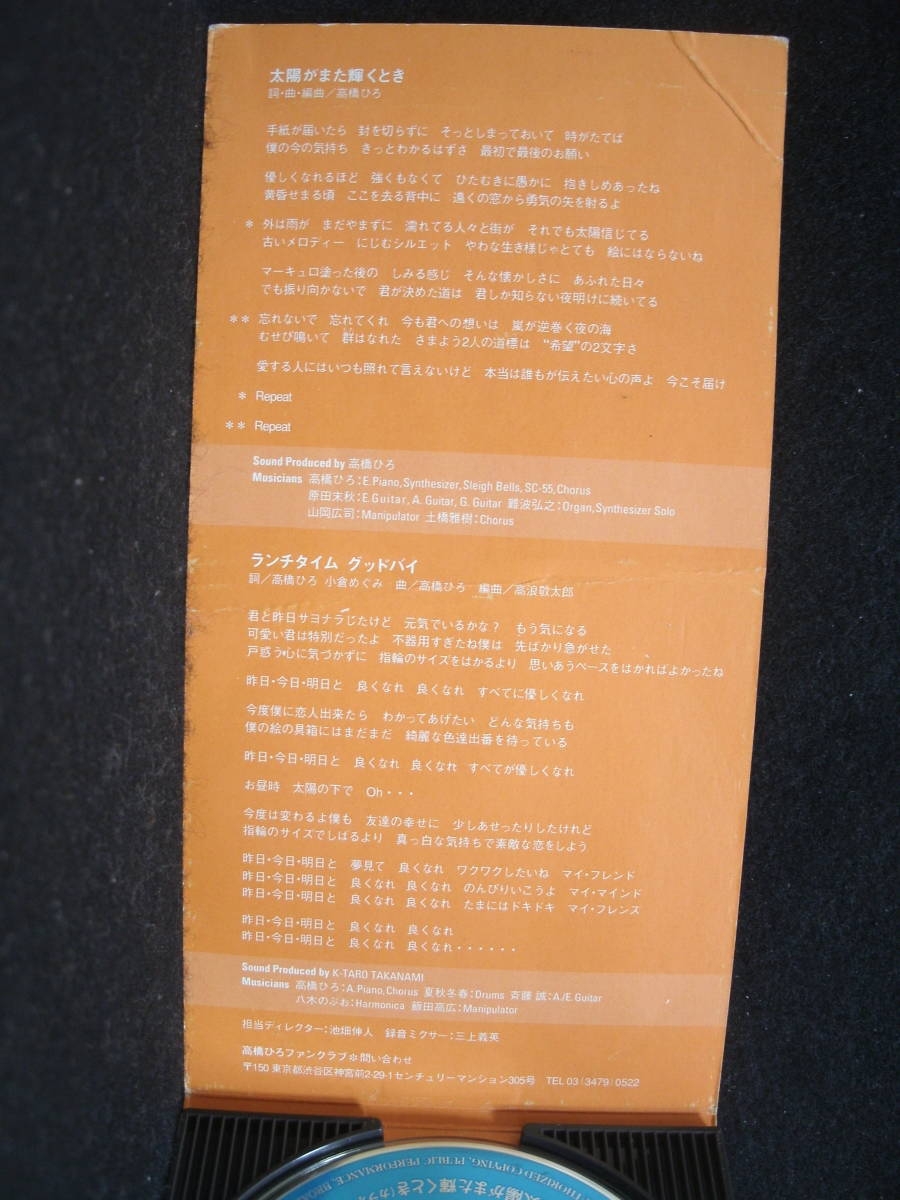 太陽がまた輝くとき
詞・曲・編曲／高橋ひろ
手紙が届いたら　封を切らずに　そっとしまっておいて　時がたてば
僕の今の気持ち　きっとわかるはずさ　最初で最後のお願い
優しくなれるほど　強くもなくて　ひたむきに愚かに　抱きしめあったね
黄昏せまる頃　ここを去る背中に　遠くの窓から勇気の矢を射るよ
＊ 外は雨が　まだやまずに　濡れてる人々と街が　それでも太陽信じてる
古いメロディー　にじむシルエット　やわな生き様じゃとても　絵にはならないね
マーキュロ塗った後の　しみる感じ　そんな懐かしさに　あふれた日々
でも振り向かないで　君が決めた道は　君しか知らない夜明けに続いてる
＊＊ 忘れないで　忘れてくれ　今も君への想いは　嵐が逆巻く夜の海
むせび鳴いて　群はなれた　さまよう2人の道標は　“希望”の2文字さ
愛する人にはいつも照れて言えないけど　本当は誰もが伝えたい心の声よ　今こそ届け
＊ Repeat
＊＊ Repeat
Sound Produced by 高橋ひろ
Musicians 高橋ひろ：E.Piano,Synthesizer,Sleigh Bells, SC-55,Chorus
原田末秋：E.Guitar, A. Guitar, G. Guitar 難波弘之：Organ,Synthesizer Solo
山岡広司：Manipulator 土橋雅樹：Chorus
ランチタイム グッドバイ
詞／高橋ひろ 小倉めぐみ　曲／高橋ひろ　編曲／高浪敬太郎
君と昨日サヨナラしたけど　元気でいるかな？　もう気になる
可愛い君は特別だったよ　不器用すぎたね僕は　先ばかり急がせた
戸惑う心に気づかずに　指輪のサイズをはかるより　思いあうペースをはかればよかったね
昨日・今日・明日と　良くなれ　良くなれ　すべてに優しくなれ
今度僕に恋人出来たら　わかってあげたい　どんな気持ちも
僕の絵の具箱にはまだまだ　綺麗な色達出番を待っている
昨日・今日・明日と　良くなれ　良くなれ　すべてが優しくなれ
お昼時　太陽の下で　Oh・・・
今度は変わるよ僕も　友達の幸せに　少しあせったりしたけれど
指輪のサイズでしばるより　真っ白な気持ちで素敵な恋をしよう
昨日・今日・明日と　夢見て　良くなれ　ワクワクしたいね　マイ・フレンド
昨日・今日・明日と　良くなれ　良くなれ　のんびりいこうよ　マイ・マインド
昨日・今日・明日と　良くなれ　良くなれ　たまにはドキドキ　マイ・フレンズ
昨日・今日・明日と　良くなれ　良くなれ
昨日・今日・明日と　良くなれ　良くなれ・・・・・・
Sound Produced by K-TARO TAKANAMI
Musicians 高橋ひろ：A.Piano,Chorus 夏秋冬春：Drums 斉藤 誠：A./E. Guitar
八木のぶお：Harmonica 飯田高広：Manipulator
担当ディレクター：池畑伸人　録音ミクサー：三上義英
高橋ひろファンクラブ＊問い合わせ
〒150 東京都渋谷区神宮前2-29-1センチュリーマンション305号　TEL 03（3479）0522
COPYING, PUBLIC PERFORMANCE,
太陽がまた輝くとき